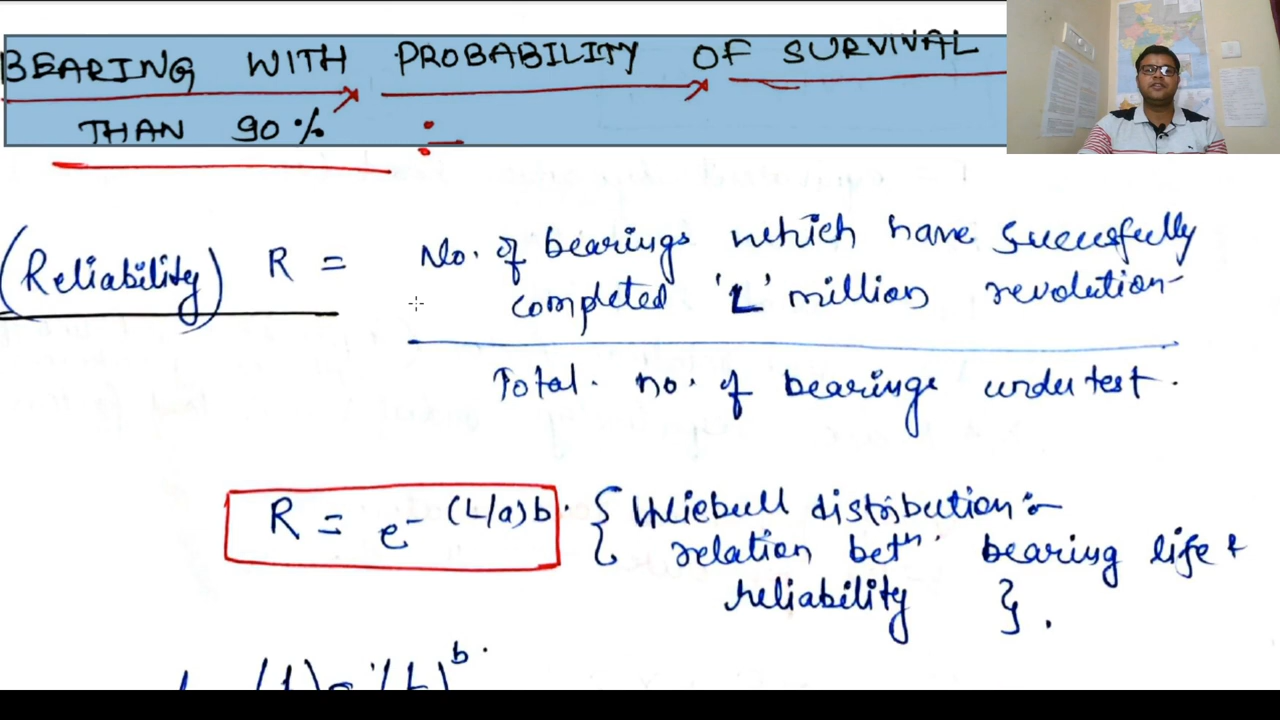 BEARING WITH PROBABILITY OF SURVIVAL
THAN 90%
(Reliability) R = No. of bearings which have successfully
completed 'L' million revolution
Total. no. of bearings under test.
R = e- (L/a)b. { Wiebull distribution :-
relation betn. bearing life &
reliability }.